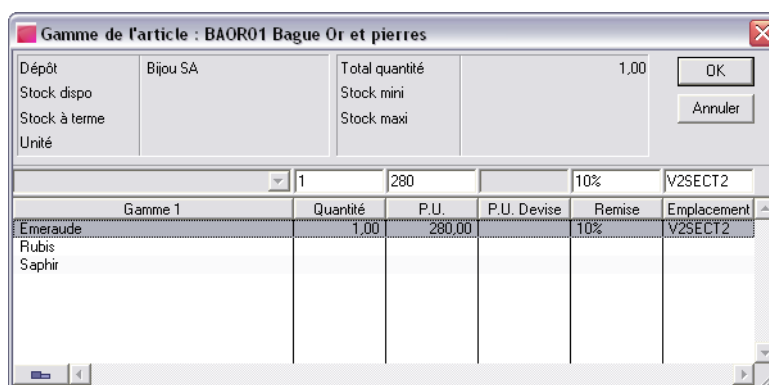 Gamme de l'article : BAOR01 Bague Or et pierres
Dépôt Bijou SA Total quantité 1,00 OK
Stock dispo Stock mini
Stock à terme Stock maxi Annuler
Unité
1 280 10% V2SECT2
Gamme 1 Quantité P.U. P.U. Devise Remise Emplacement
Emeraude 1,00 280,00 10% V2SECT2
Rubis
Saphir